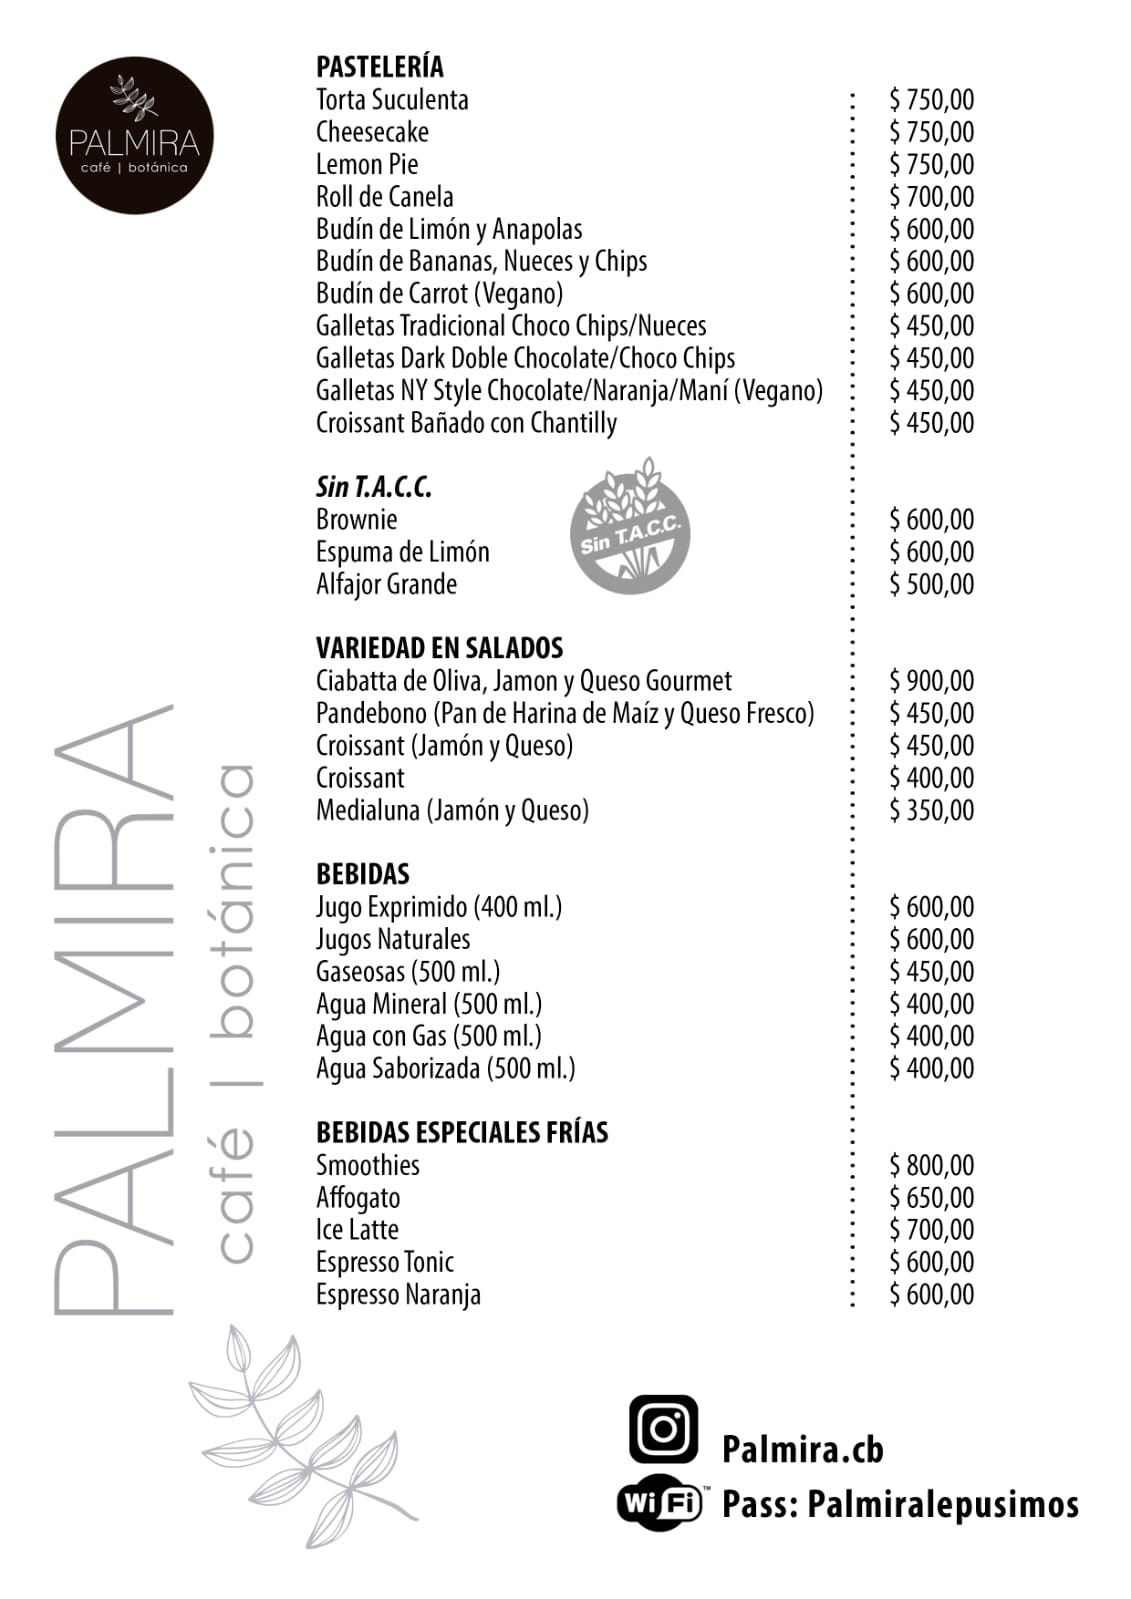 PALMIRA
café | botánica
PASTELERÍA
Torta Suculenta $ 750,00
Cheesecake $ 750,00
Lemon Pie $ 750,00
Roll de Canela $ 700,00
Budín de Limón y Anapolas $ 600,00
Budín de Bananas, Nueces y Chips $ 600,00
Budín de Carrot (Vegano) $ 600,00
Galletas Tradicional Choco Chips/Nueces $ 450,00
Galletas Dark Doble Chocolate/Choco Chips $ 450,00
Galletas NY Style Chocolate/Naranja/Maní (Vegano) $ 450,00
Croissant Bañado con Chantilly $ 450,00
Sin T.A.C.C.
Sin T.A.C.C.
Brownie $ 600,00
Espuma de Limón $ 600,00
Alfajor Grande $ 500,00
VARIEDAD EN SALADOS
Ciabatta de Oliva, Jamon y Queso Gourmet $ 900,00
Pandebono (Pan de Harina de Maíz y Queso Fresco) $ 450,00
Croissant (Jamón y Queso) $ 450,00
Croissant $ 400,00
Medialuna (Jamón y Queso) $ 350,00
BEBIDAS
Jugo Exprimido (400 ml.) $ 600,00
Jugos Naturales $ 600,00
Gaseosas (500 ml.) $ 450,00
Agua Mineral (500 ml.) $ 400,00
Agua con Gas (500 ml.) $ 400,00
Agua Saborizada (500 ml.) $ 400,00
BEBIDAS ESPECIALES FRÍAS
Smoothies $ 800,00
Affogato $ 650,00
Ice Latte $ 700,00
Espresso Tonic $ 600,00
Espresso Naranja $ 600,00
PALMIRA
café | botánica
Palmira.cb
WiFi™ Pass: Palmiralepusimos